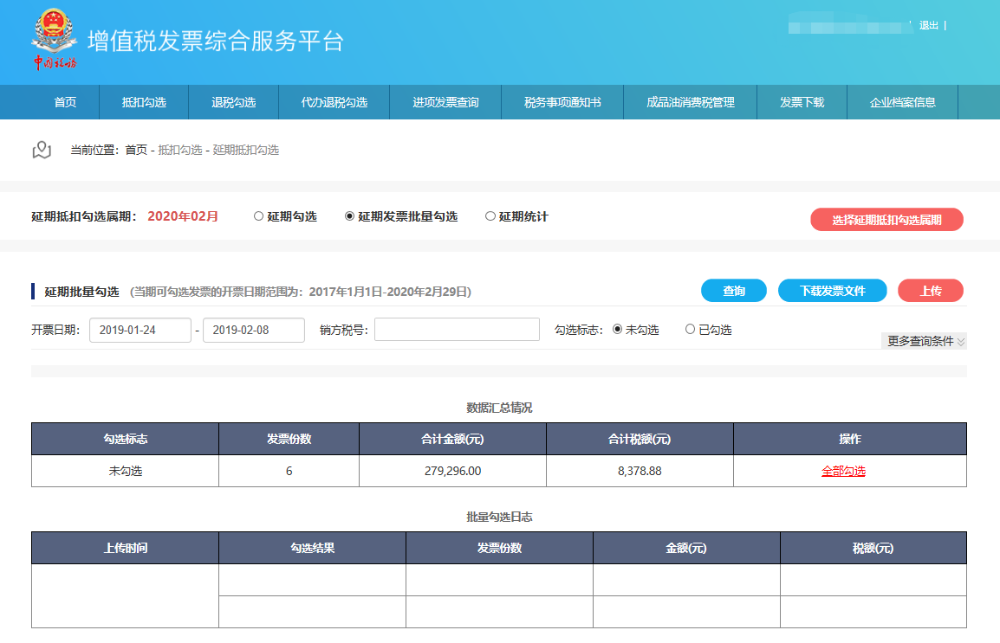 增值税发票综合服务平台
中国税务
退出 |
首页 抵扣勾选 退税勾选 代办退税勾选 进项发票查询 税务事项通知书 成品油消费税管理 发票下载 企业档案信息
当前位置：首页 - 抵扣勾选 - 延期抵扣勾选
延期抵扣勾选属期： 2020年02月 延期勾选 延期发票批量勾选 延期统计 选择延期抵扣勾选属期
延期批量勾选 (当期可勾选发票的开票日期范围为：2017年1月1日-2020年2月29日) 查询 下载发票文件 上传
开票日期： 2019-01-24 - 2019-02-08 销方税号： 勾选标志： 未勾选 已勾选
更多查询条件
数据汇总情况
勾选标志 发票份数 合计金额(元) 合计税额(元) 操作
未勾选 6 279,296.00 8,378.88 全部勾选
批量勾选日志
上传时间 勾选结果 发票份数 金额(元) 税额(元)